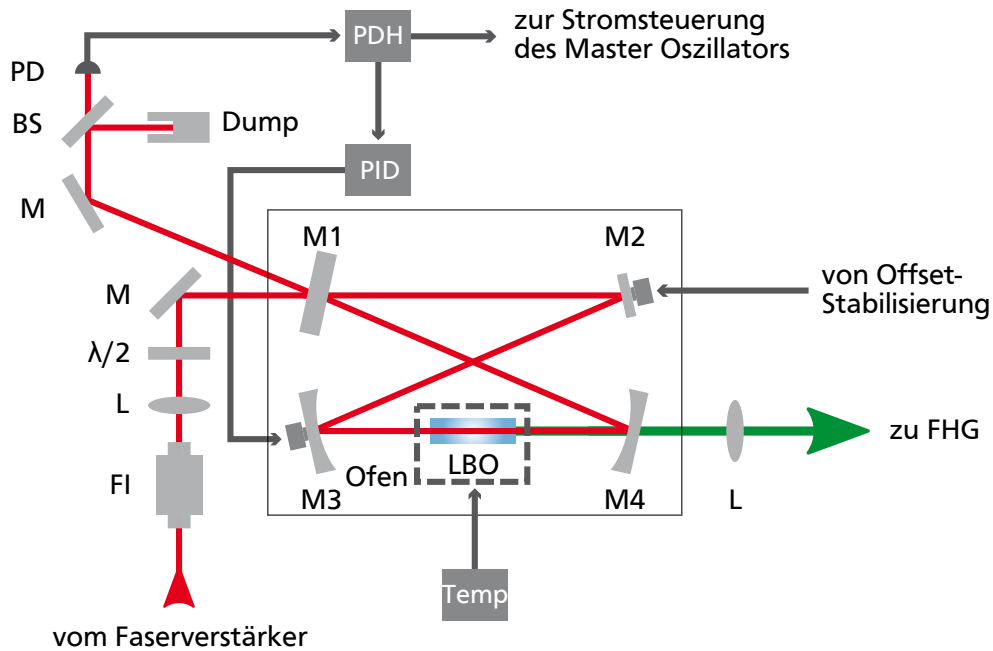 zur Stromsteuerung
des Master Oszillators
PDH
PD
BS
Dump
PID
M
M1
M2
M
von Offset-
Stabilisierung
λ/2
L
zu FHG
FI
Ofen
LBO
M3
M4
L
Temp
vom Faserverstärker